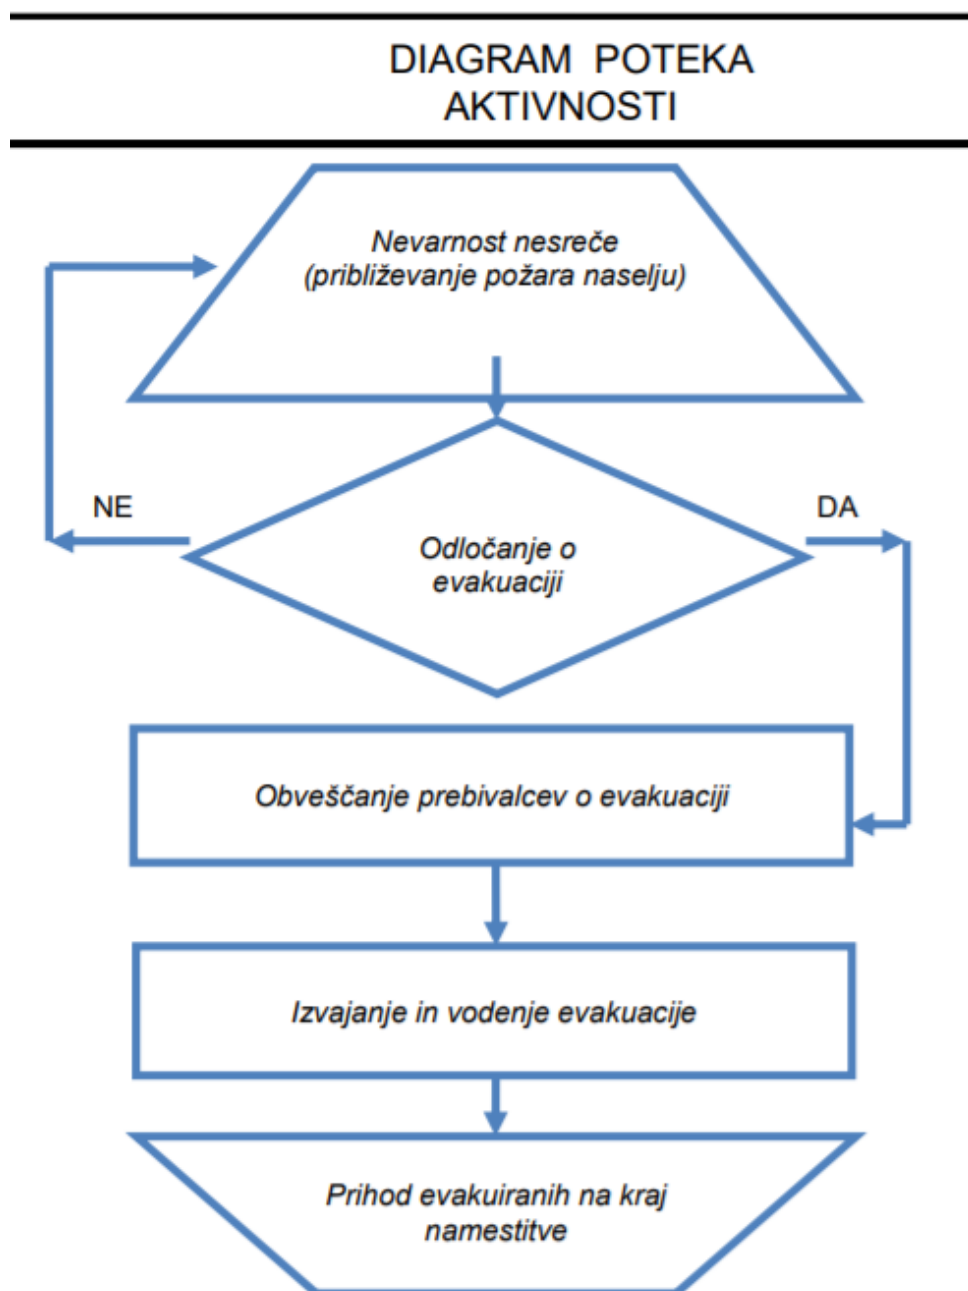 DIAGRAM POTEKA
AKTIVNOSTI
Nevarnost nesreče
(približevanje požara naselju)
NE
DA
Odločanje o
evakuaciji
Obveščanje prebivalcev o evakuaciji
Izvajanje in vodenje evakuacije
Prihod evakuiranih na kraj
namestitve